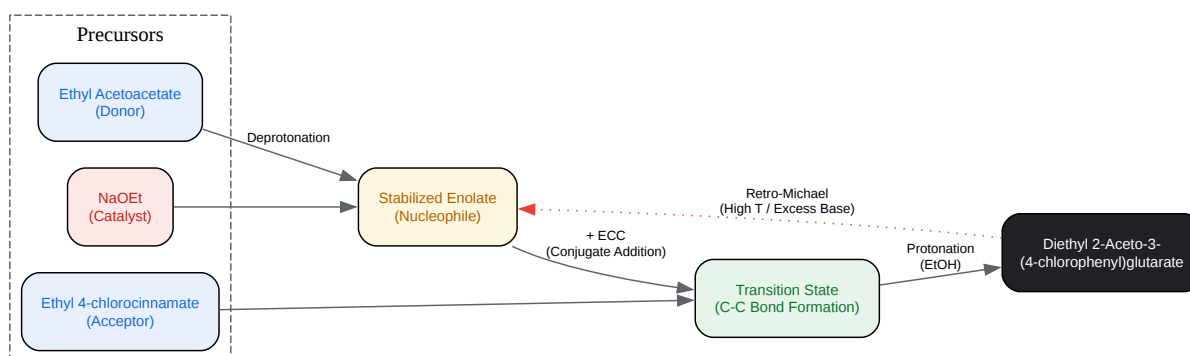 Precursors
Ethyl Acetoacetate
(Donor)
Deprotonation
NaOEt
(Catalyst)
Stabilized Enolate
(Nucleophile)
Retro-Michael
(High T / Excess Base)
+ ECC
(Conjugate Addition)
Protonation
(EtOH)
Diethyl 2-Aceto-3-
(4-chlorophenyl)glutarate
Ethyl 4-chlorocinnamate
(Acceptor)
Transition State
(C-C Bond Formation)